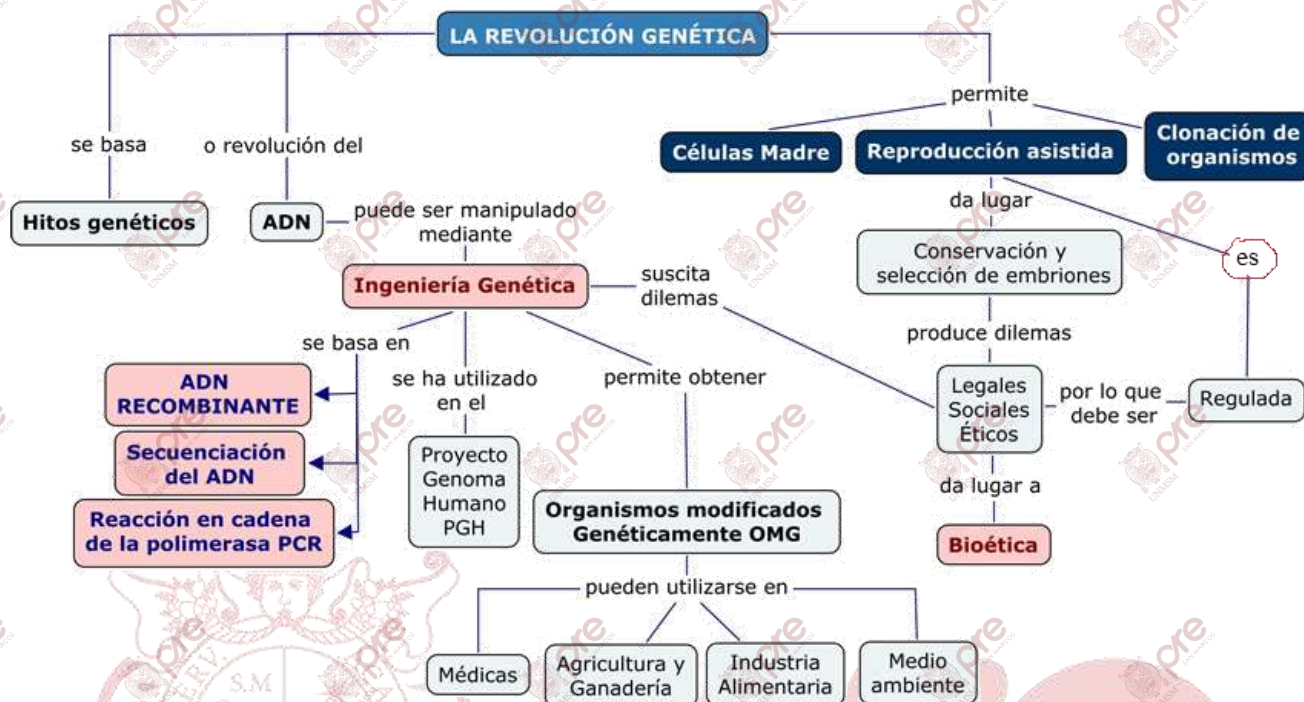 LA REVOLUCIÓN GENÉTICA
permite
se basa
o revolución del
Células Madre
Reproducción asistida
Clonación de
organismos
Hitos genéticos
ADN
puede ser manipulado
mediante
da lugar
Conservación y
selección de embriones
es
Ingeniería Genética
suscita
dilemas
se basa en
produce dilemas
ADN
RECOMBINANTE
se ha utilizado
en el
permite obtener
Legales
Sociales
Éticos
por lo que
debe ser
Regulada
Secuenciación
del ADN
Proyecto
Genoma
Humano
PGH
da lugar a
Reacción en cadena
de la polimerasa PCR
Organismos modificados
Genéticamente OMG
Bioética
pueden utilizarse en
Médicas
Agricultura y
Ganadería
Industria
Alimentaria
Medio
ambiente
pre
UNMSM
SAN MARCOS
S.M